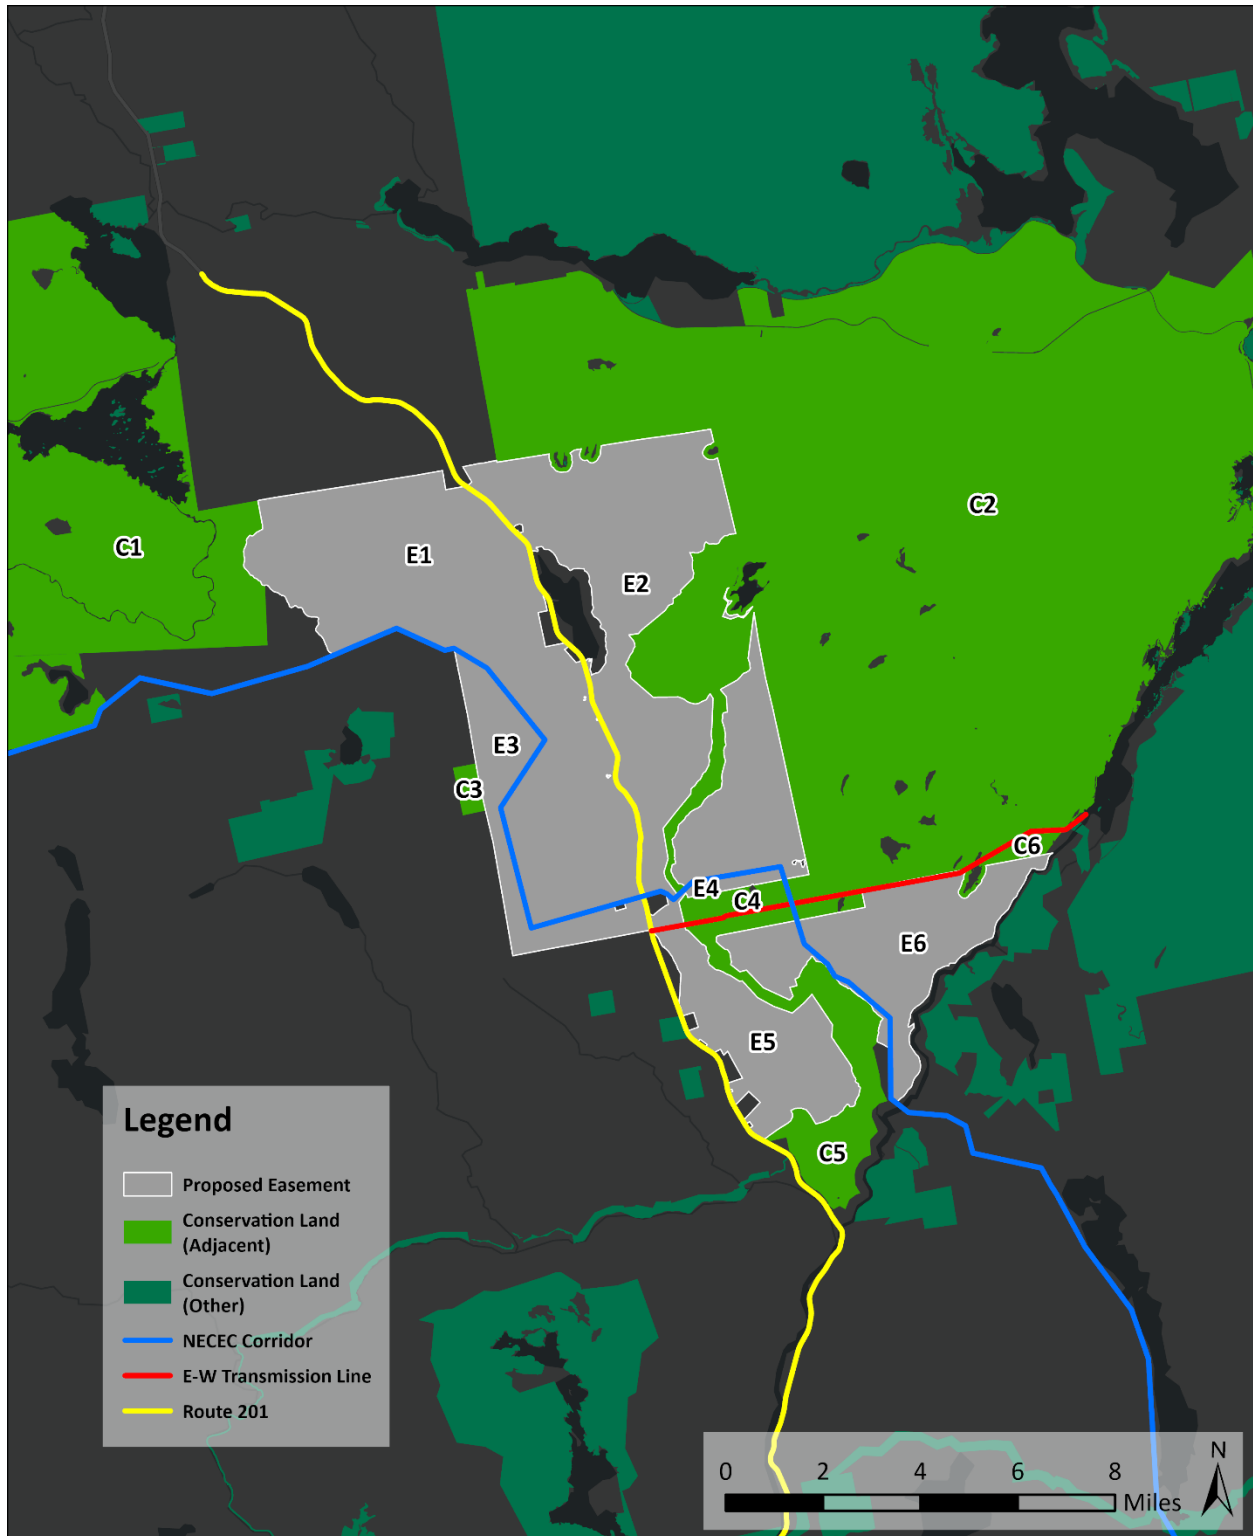 C2
C1
E1
E2
E3
C3
C6
E4
C4
E6
E5
C5
Legend
Proposed Easement
Conservation Land
(Adjacent)
Conservation Land
(Other)
NECEC Corridor
E-W Transmission Line
Route 201
N
0 2 4 6 8
Miles